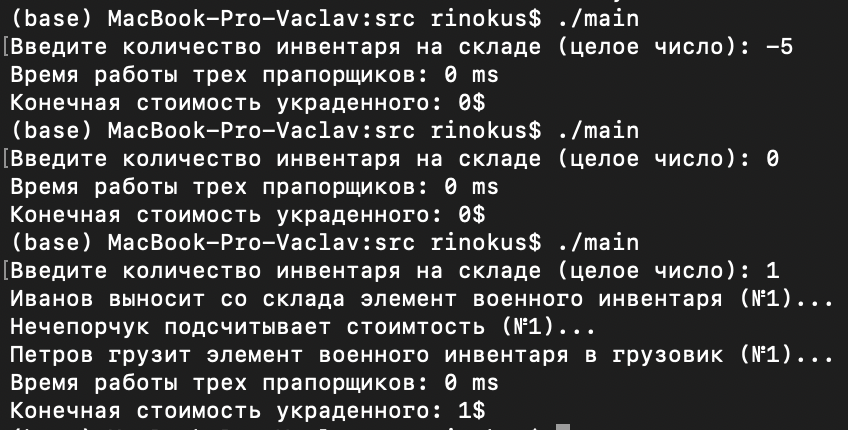 (base) MacBook-Pro-Vaclav:src rinokus$ ./main
[Введите количество инвентаря на складе (целое число): -5
Время работы трех прапорщиков: 0 ms
Конечная стоимость украденного: 0$
(base) MacBook-Pro-Vaclav:src rinokus$ ./main
[Введите количество инвентаря на складе (целое число): 0
Время работы трех прапорщиков: 0 ms
Конечная стоимость украденного: 0$
(base) MacBook-Pro-Vaclav:src rinokus$ ./main
[Введите количество инвентаря на складе (целое число): 1
Иванов выносит со склада элемент военного инвентаря (№1)...
Нечепорчук подсчитывает стоимтость (№1)...
Петров грузит элемент военного инвентаря в грузовик (№1)...
Время работы трех прапорщиков: 0 ms
Конечная стоимость украденного: 1$